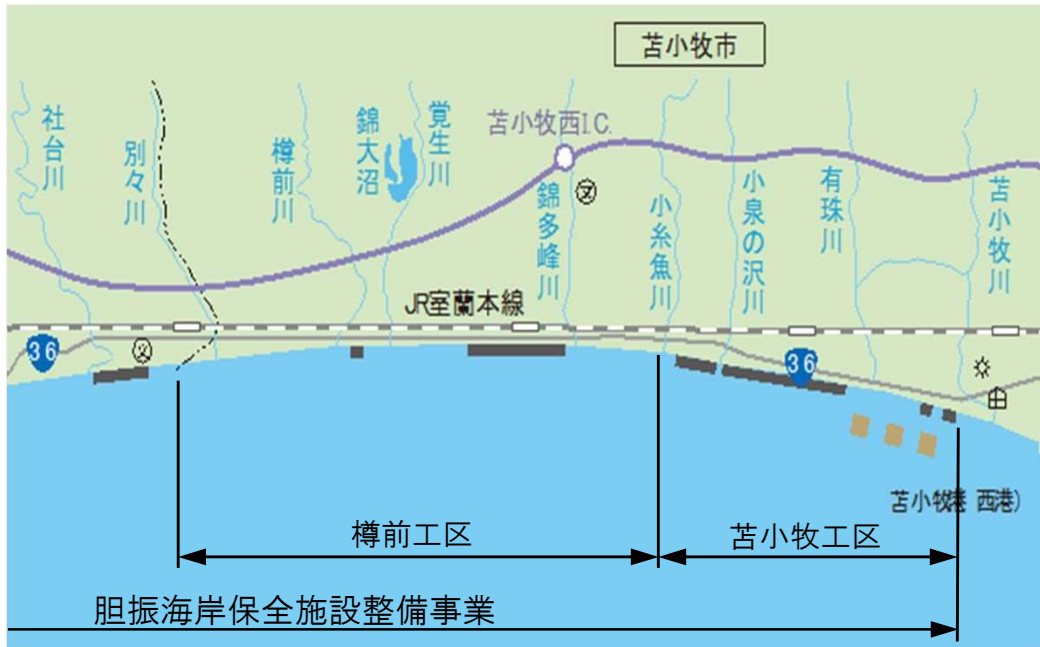 苫小牧市
社台川
別々川
樽前川
錦大沼
覚生川
苫小牧西I.C.
錦多峰川
小糸魚川
小泉の沢川
有珠川
苫小牧川
JR室蘭本線
36
36
樽前工区
苫小牧工区
胆振海岸保全施設整備事業